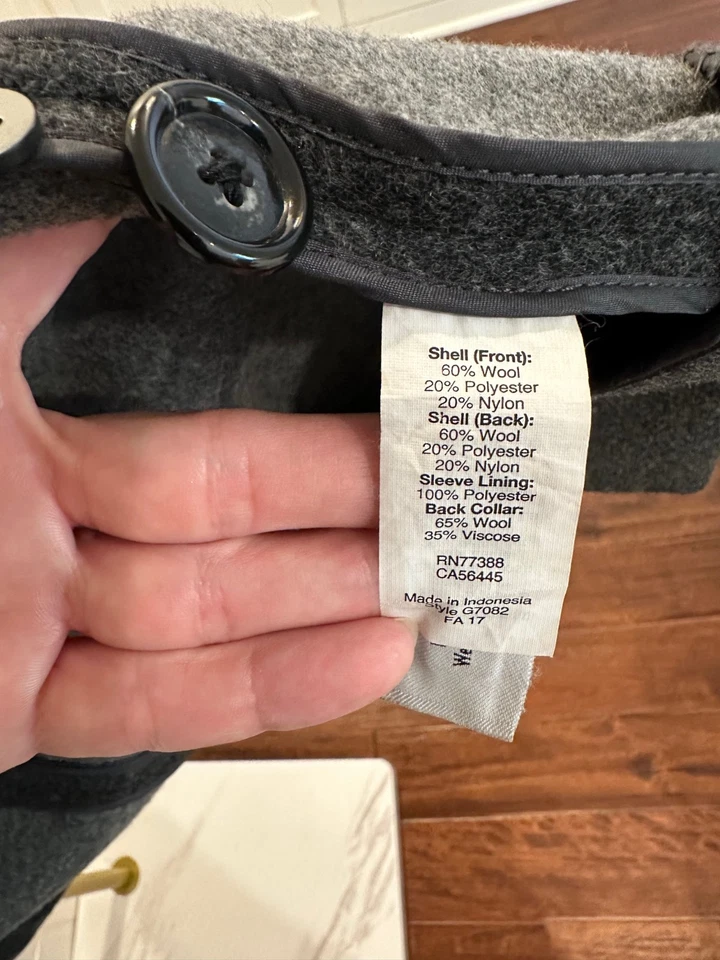 Shell (Front):
60% Wool
20% Polyester
20% Nylon
Shell (Back):
60% Wool
20% Polyester
20% Nylon
Sleeve Lining:
100% Polyester
Back Collar:
65% Wool
35% Viscose
RN77388
CA56445
Made in Indonesia
Style G7082
FA 17